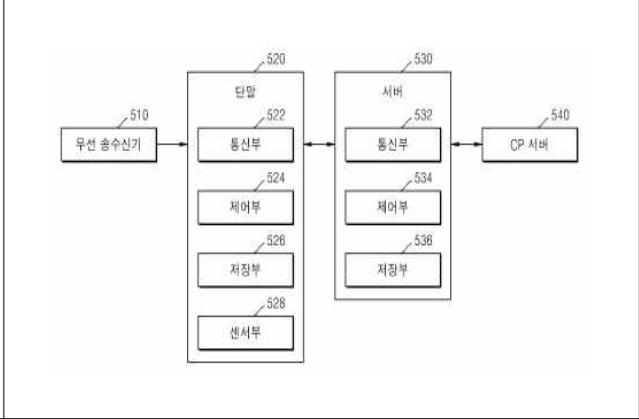 520
530
단말
서버
510
522
532
540
무선 송수신기
통신부
통신부
CP 서버
524
534
제어부
제어부
526
536
저장부
저장부
528
센서부